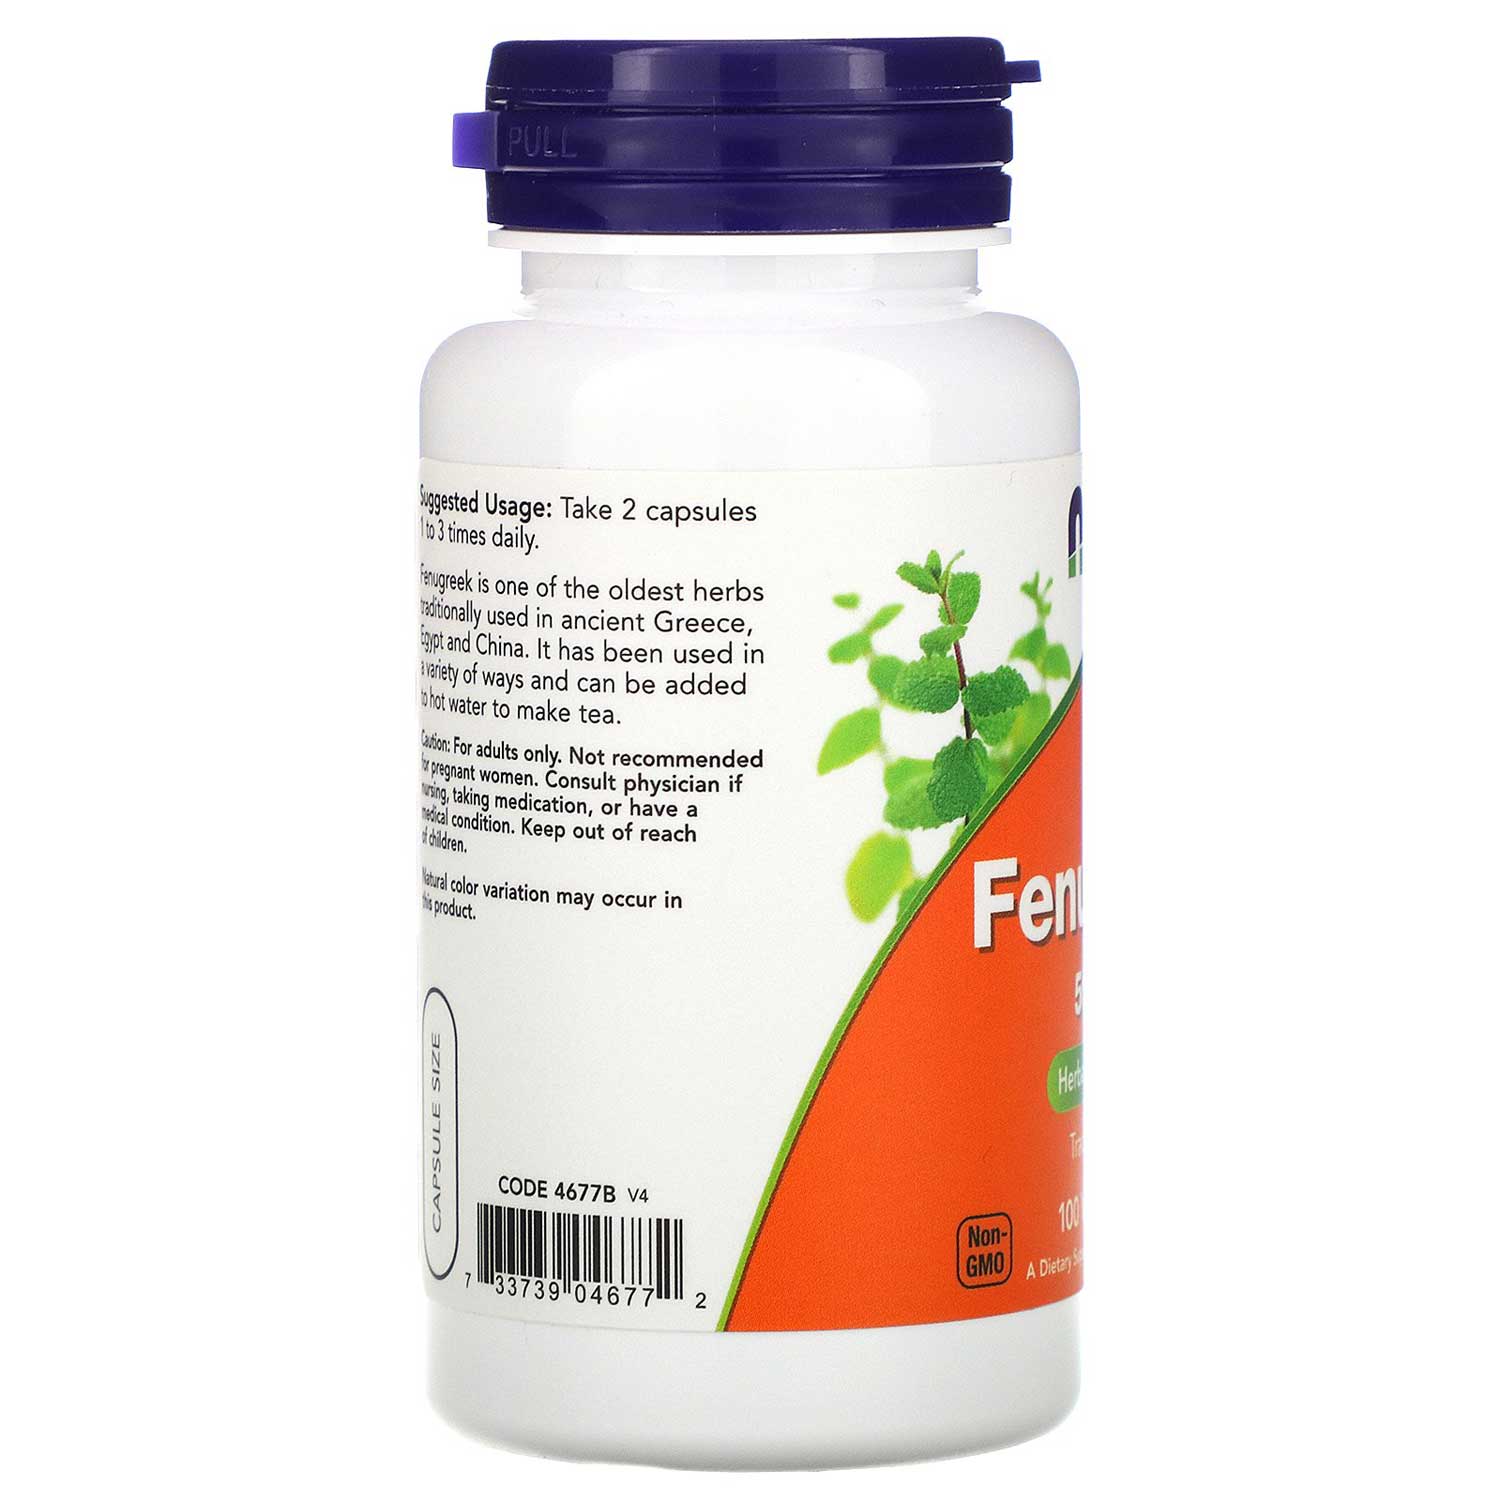 PULL
Suggested Usage: Take 2 capsules
1 to 3 times daily.
Fenugreek is one of the oldest herbs
traditionally used in ancient Greece,
Egypt and China. It has been used in
a variety of ways and can be added
to hot water to make tea.
Caution: For adults only. Not recommended
for pregnant women. Consult physician if
nursing, taking medication, or have a
medical condition. Keep out of reach
of children.
Natural color variation may occur in
this product.
CAPSULE SIZE
CODE 4677B V4
7 33739 04677 2
Fenu
5
Herb
Tra
100
Non-
GMO
A Dietary Su